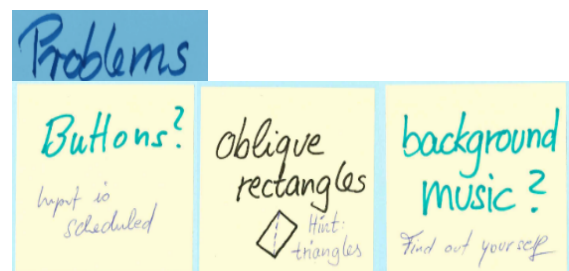 Problems
Buttons?
Input is
scheduled
oblique
rectangles
Hint:
triangles
background
music?
Find out yourself